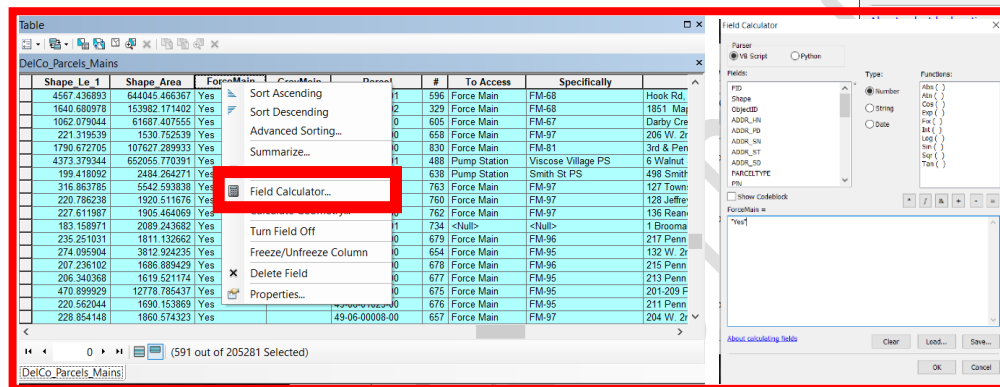 Table
DelCo_Parcels_Mains
Shape_Le_1 Shape_Area ForceMain GravMain Parcel # To Access Specifically
4567.436893 644045.466367 Yes 596 Force Main FM-68 Hook Rd,
1640.680978 153982.171402 Yes 329 Force Main FM-68 1851 Map
1062.079044 61687.407555 Yes 605 Force Main FM-67 Darby Cre
221.319539 1530.752539 Yes 658 Force Main FM-97 206 W. 2n
1790.672705 107627.289933 Yes 830 Force Main FM-81 3rd & Pen
4373.379344 652055.770391 Yes 488 Pump Station Viscose Village PS 6 Walnut
199.418092 2484.264271 Yes 638 Pump Station Smith St PS 498 Smith
316.863785 5542.593838 Yes 763 Force Main FM-97 127 Towns
220.786238 1920.511676 Yes 760 Force Main FM-97 128 Jeffrey
227.611987 1905.464069 Yes 762 Force Main FM-97 136 Reane
183.158971 2089.243682 Yes 734 <Null> <Null> 1 Brooma
235.251031 1811.132662 Yes 679 Force Main FM-96 217 Penn
274.095904 3812.924235 Yes 654 Force Main FM-95 132 W. 2n
207.236102 1686.889429 Yes 678 Force Main FM-96 215 Penn
206.340368 1619.521174 Yes 677 Force Main FM-95 213 Penn
470.899929 12778.785437 Yes 675 Force Main FM-95 201-209 F
220.562044 1690.153869 Yes 676 Force Main FM-95 211 Penn
228.854148 1860.574323 Yes 49-06-00008-00 657 Force Main FM-97 204 W. 2n
Sort Ascending
Sort Descending
Advanced Sorting...
Summarize...
Field Calculator...
Calculate Geometry...
Turn Field Off
Freeze/Unfreeze Column
Delete Field
Properties...
0
(591 out of 205281 Selected)
DelCo_Parcels_Mains
Field Calculator
Parser
VB Script Python
Fields:
FID
Shape
ObjectID
ADDR_HN
ADDR_PD
ADDR_SN
ADDR_ST
ADDR_SD
PARCELTYPE
PIN
Type:
Number
String
Date
Functions:
Abs ( )
Atn ( )
Cos ( )
Exp ( )
Fix ( )
Int ( )
Log ( )
Sin ( )
Sqr ( )
Tan ( )
Show Codeblock
* / & + - =
ForceMain =
"Yes"
About calculating fields
Clear Load... Save...
OK Cancel